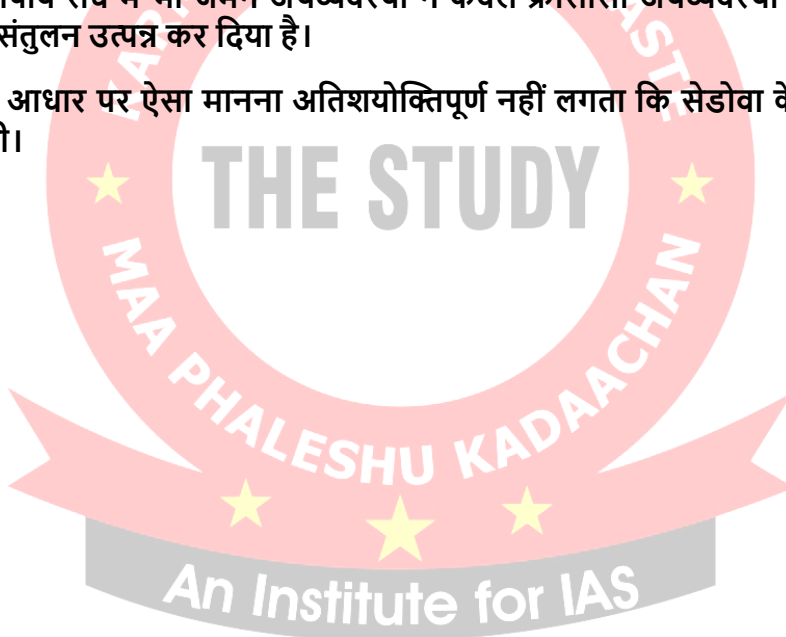 संतुलन उत्पन्न कर दिया है।
आधार पर ऐसा मानना अतिशयोक्तिपूर्ण नहीं लगता कि सेडोवा के
THE STUDY
MAA PHALESHU KADAACHAN
An Institute for IAS